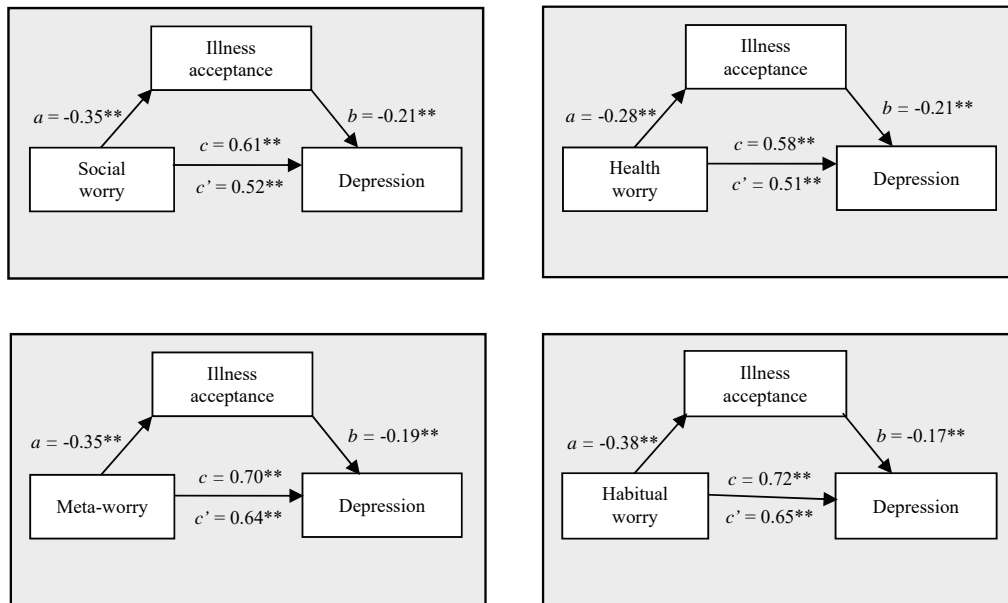 Illness
acceptance
a = -0.35**
b = -0.21**
c = 0.61**
Social
worry
c’ = 0.52**
Depression
Illness
acceptance
a = -0.28**
b = -0.21**
c = 0.58**
Health
worry
c’ = 0.51**
Depression
Illness
acceptance
a = -0.35**
b = -0.19**
c = 0.70**
Meta-worry
c’ = 0.64**
Depression
Illness
acceptance
a = -0.38**
b = -0.17**
c = 0.72**
Habitual
worry
c’ = 0.65**
Depression